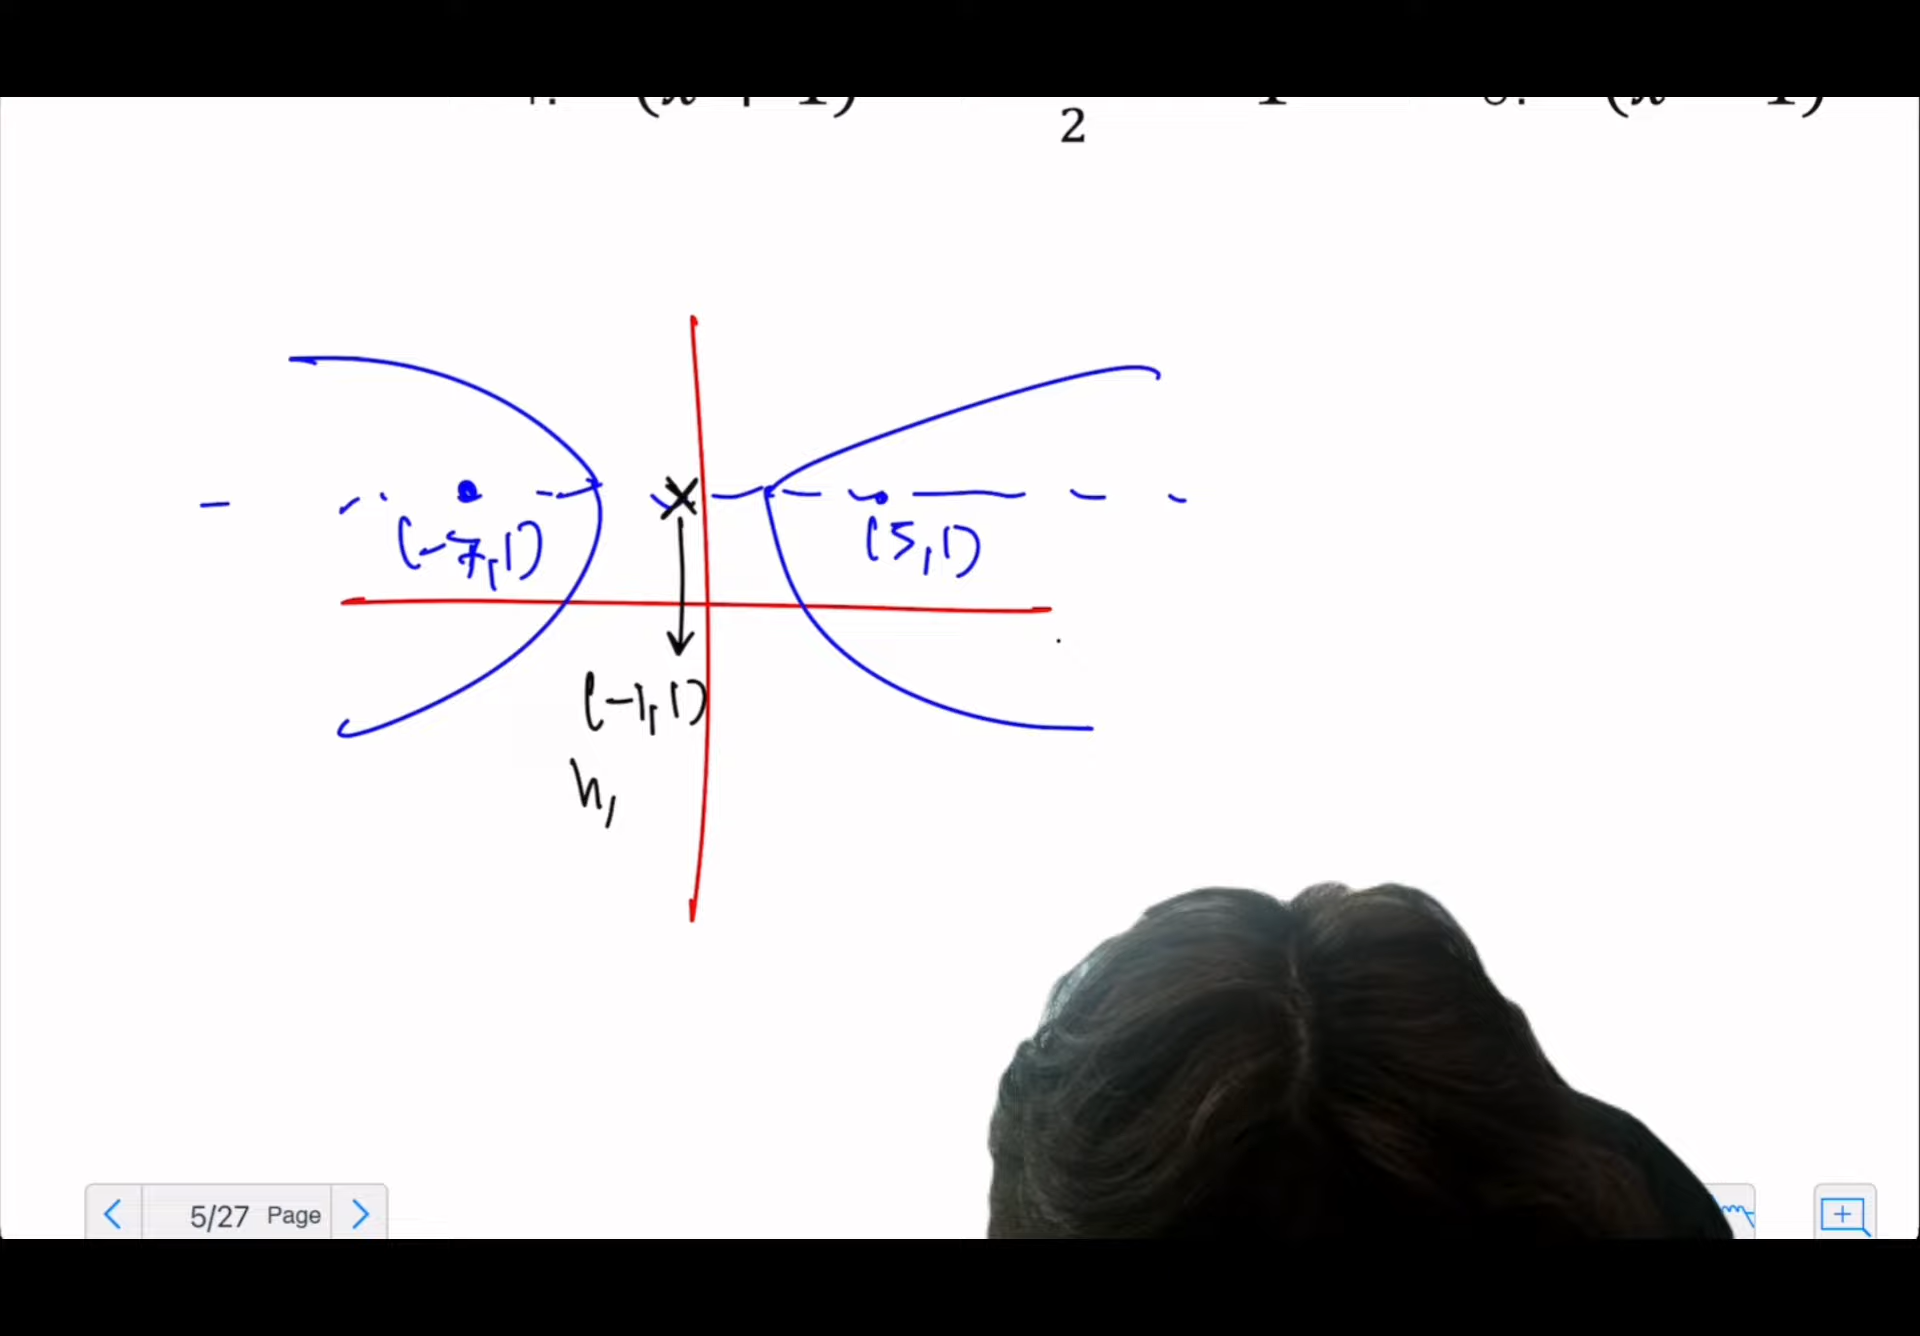 2
(-7,1)
(5,1)
(-1,1)
h,
5/27 Page